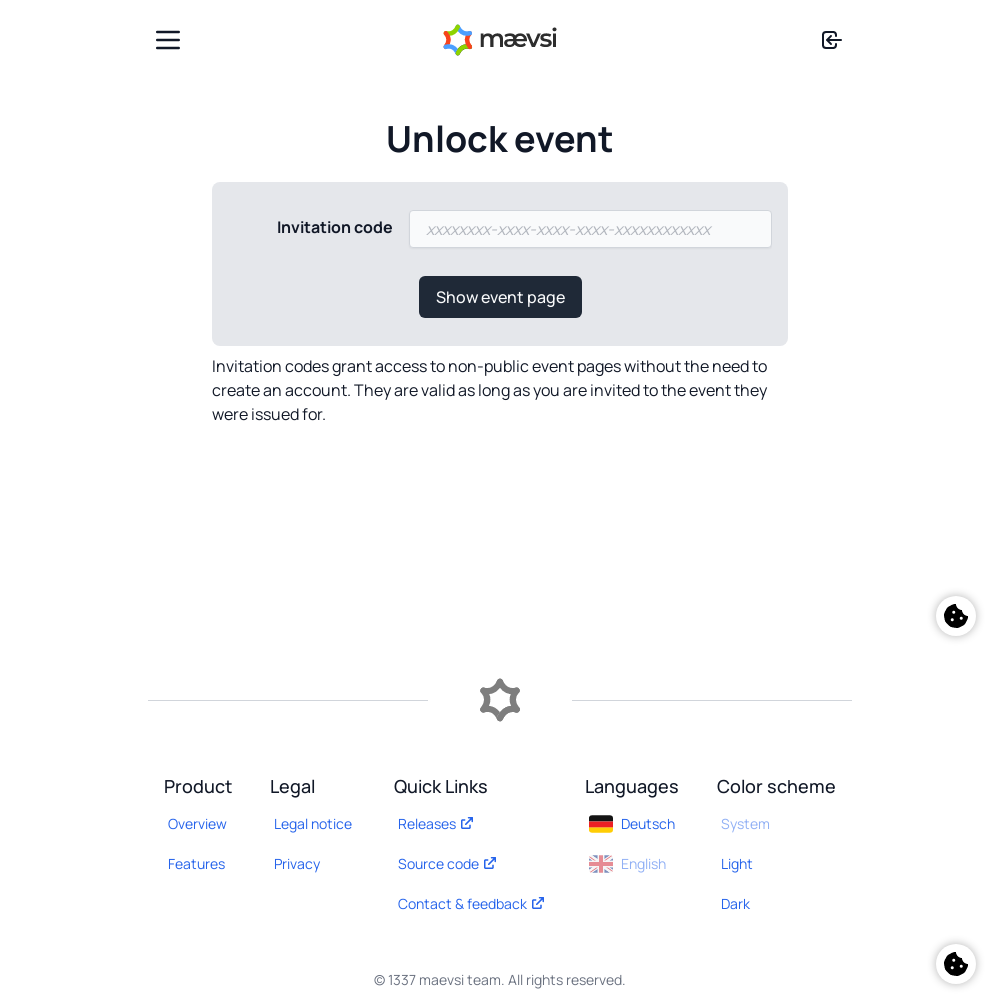 mævsi
Unlock event
Invitation code
xxxxxxxx-xxxx-xxxx-xxxx-xxxxxxxxxxxx
Show event page
Invitation codes grant access to non-public event pages without the need to
create an account. They are valid as long as you are invited to the event they
were issued for.
Product
Overview
Features
Legal
Legal notice
Privacy
Quick Links
Releases
Source code
Contact & feedback
Languages
Deutsch
English
Color scheme
System
Light
Dark
© 1337 maevsi team. All rights reserved.